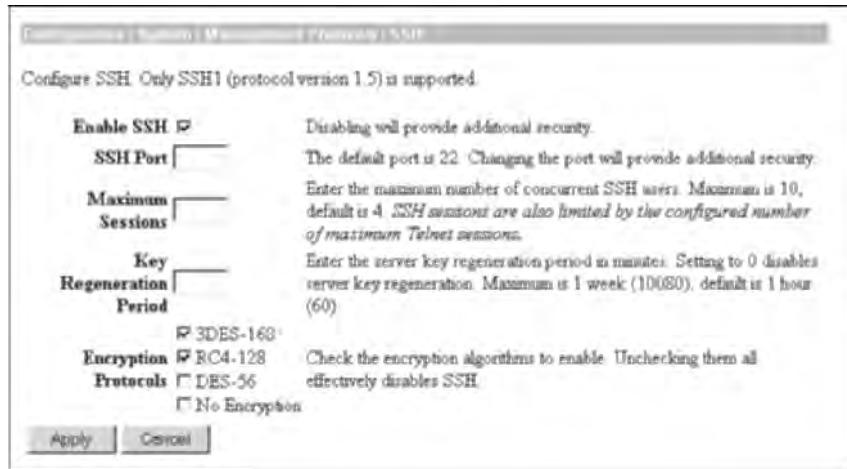 Configuration | System | Management Protocols | SSH
Configure SSH. Only SSH1 (protocol version 1.5) is supported.
Enable SSH
Disabling will provide additional security.
SSH Port
The default port is 22. Changing the port will provide additional security.
Maximum
Sessions
Enter the maximum number of concurrent SSH users. Maximum is 10,
default is 4. SSH sessions are also limited by the configured number
of maximum Telnet sessions.
Key
Regeneration
Period
Enter the server key regeneration period in minutes. Setting to 0 disables
server key regeneration. Maximum is 1 week (10080), default is 1 hour
(60).
Encryption
Protocols
3DES-168
RC4-128
DES-56
No Encryption
Check the encryption algorithms to enable. Unchecking them all
effectively disables SSH.
Apply
Cancel